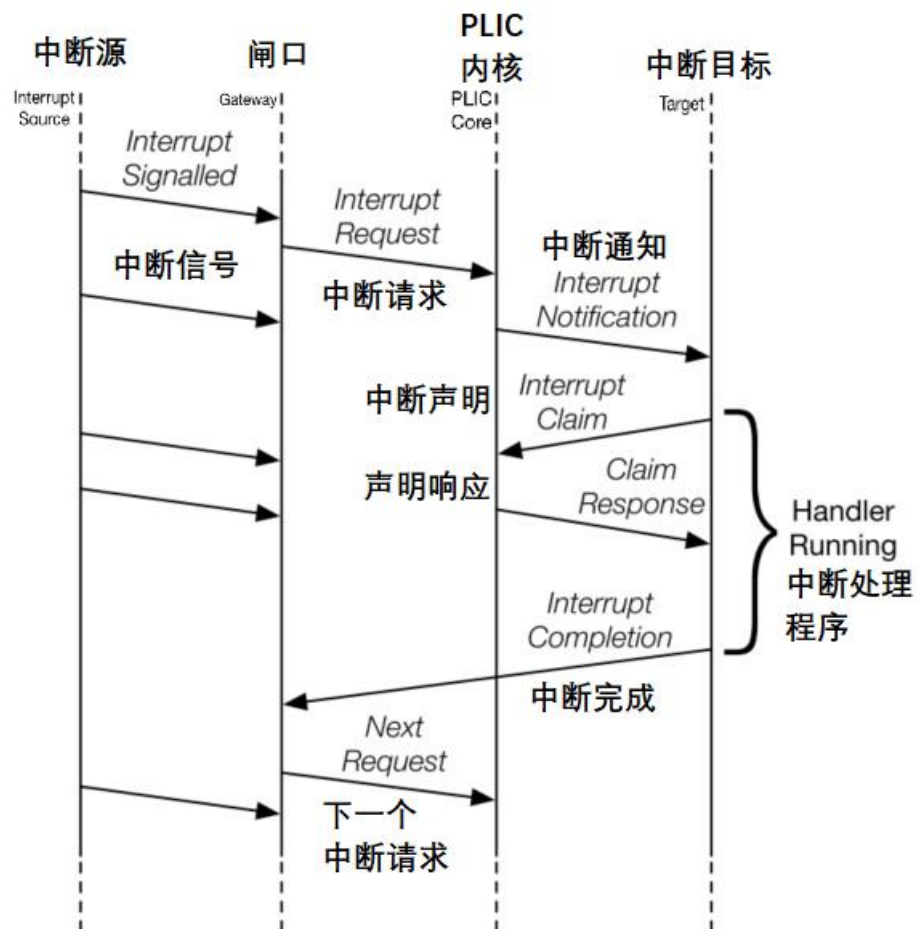 中断源
闸口
PLIC
内核
中断目标
Interrupt
Source
Gateway
PLIC
Core
Target
Interrupt
Signalled
中断信号
Interrupt
Request
中断请求
中断通知
Interrupt
Notification
中断声明
Interrupt
Claim
声明响应
Claim
Response
Handler
Running
中断处理
程序
Interrupt
Completion
中断完成
Next
Request
下一个
中断请求